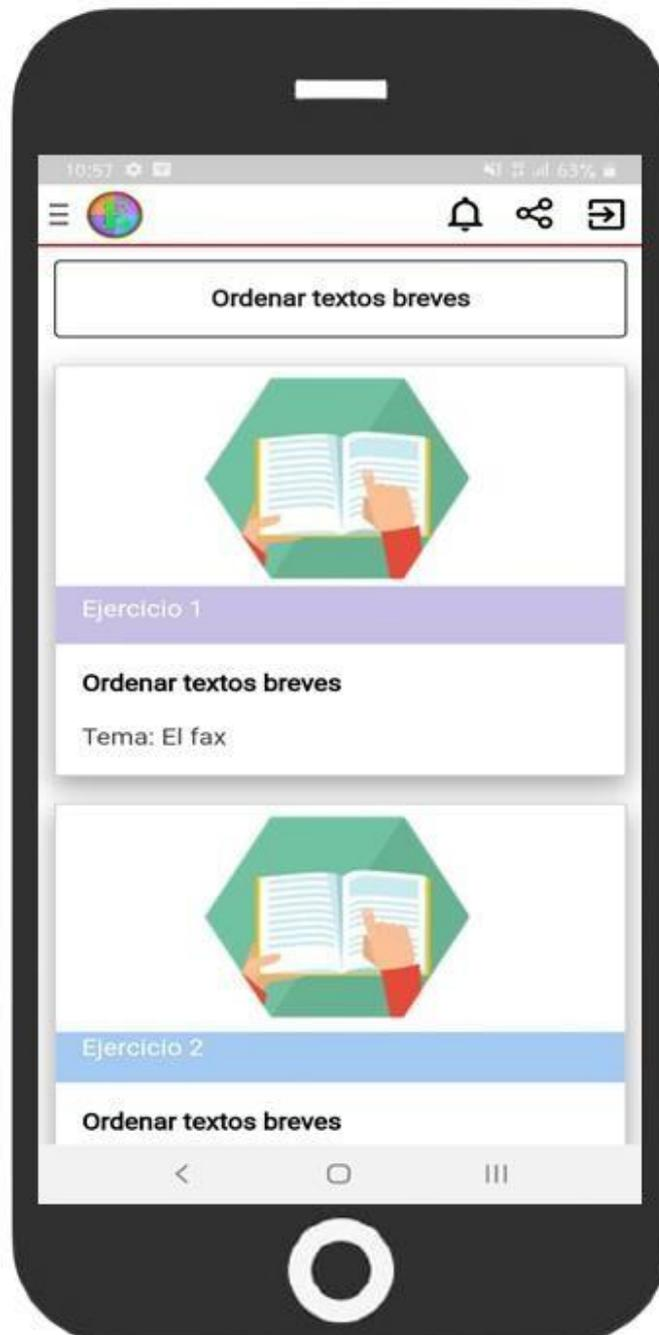 10:57 63%
Ordenar textos breves
Ejercicio 1
Ordenar textos breves
Tema: El fax
Ejercicio 2
Ordenar textos breves